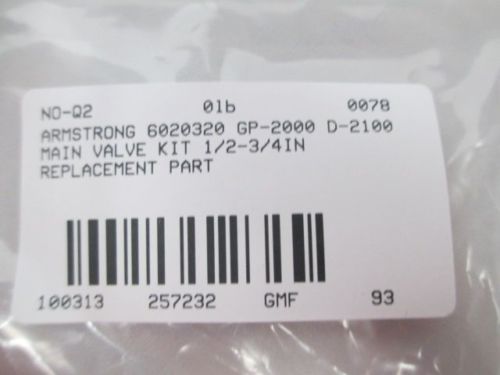 NO-Q2 01b 0078
ARMSTRONG 6020320 GP-2000 D-2100
MAIN VALVE KIT 1/2-3/4IN
REPLACEMENT PART
100313 257232 GMF 93